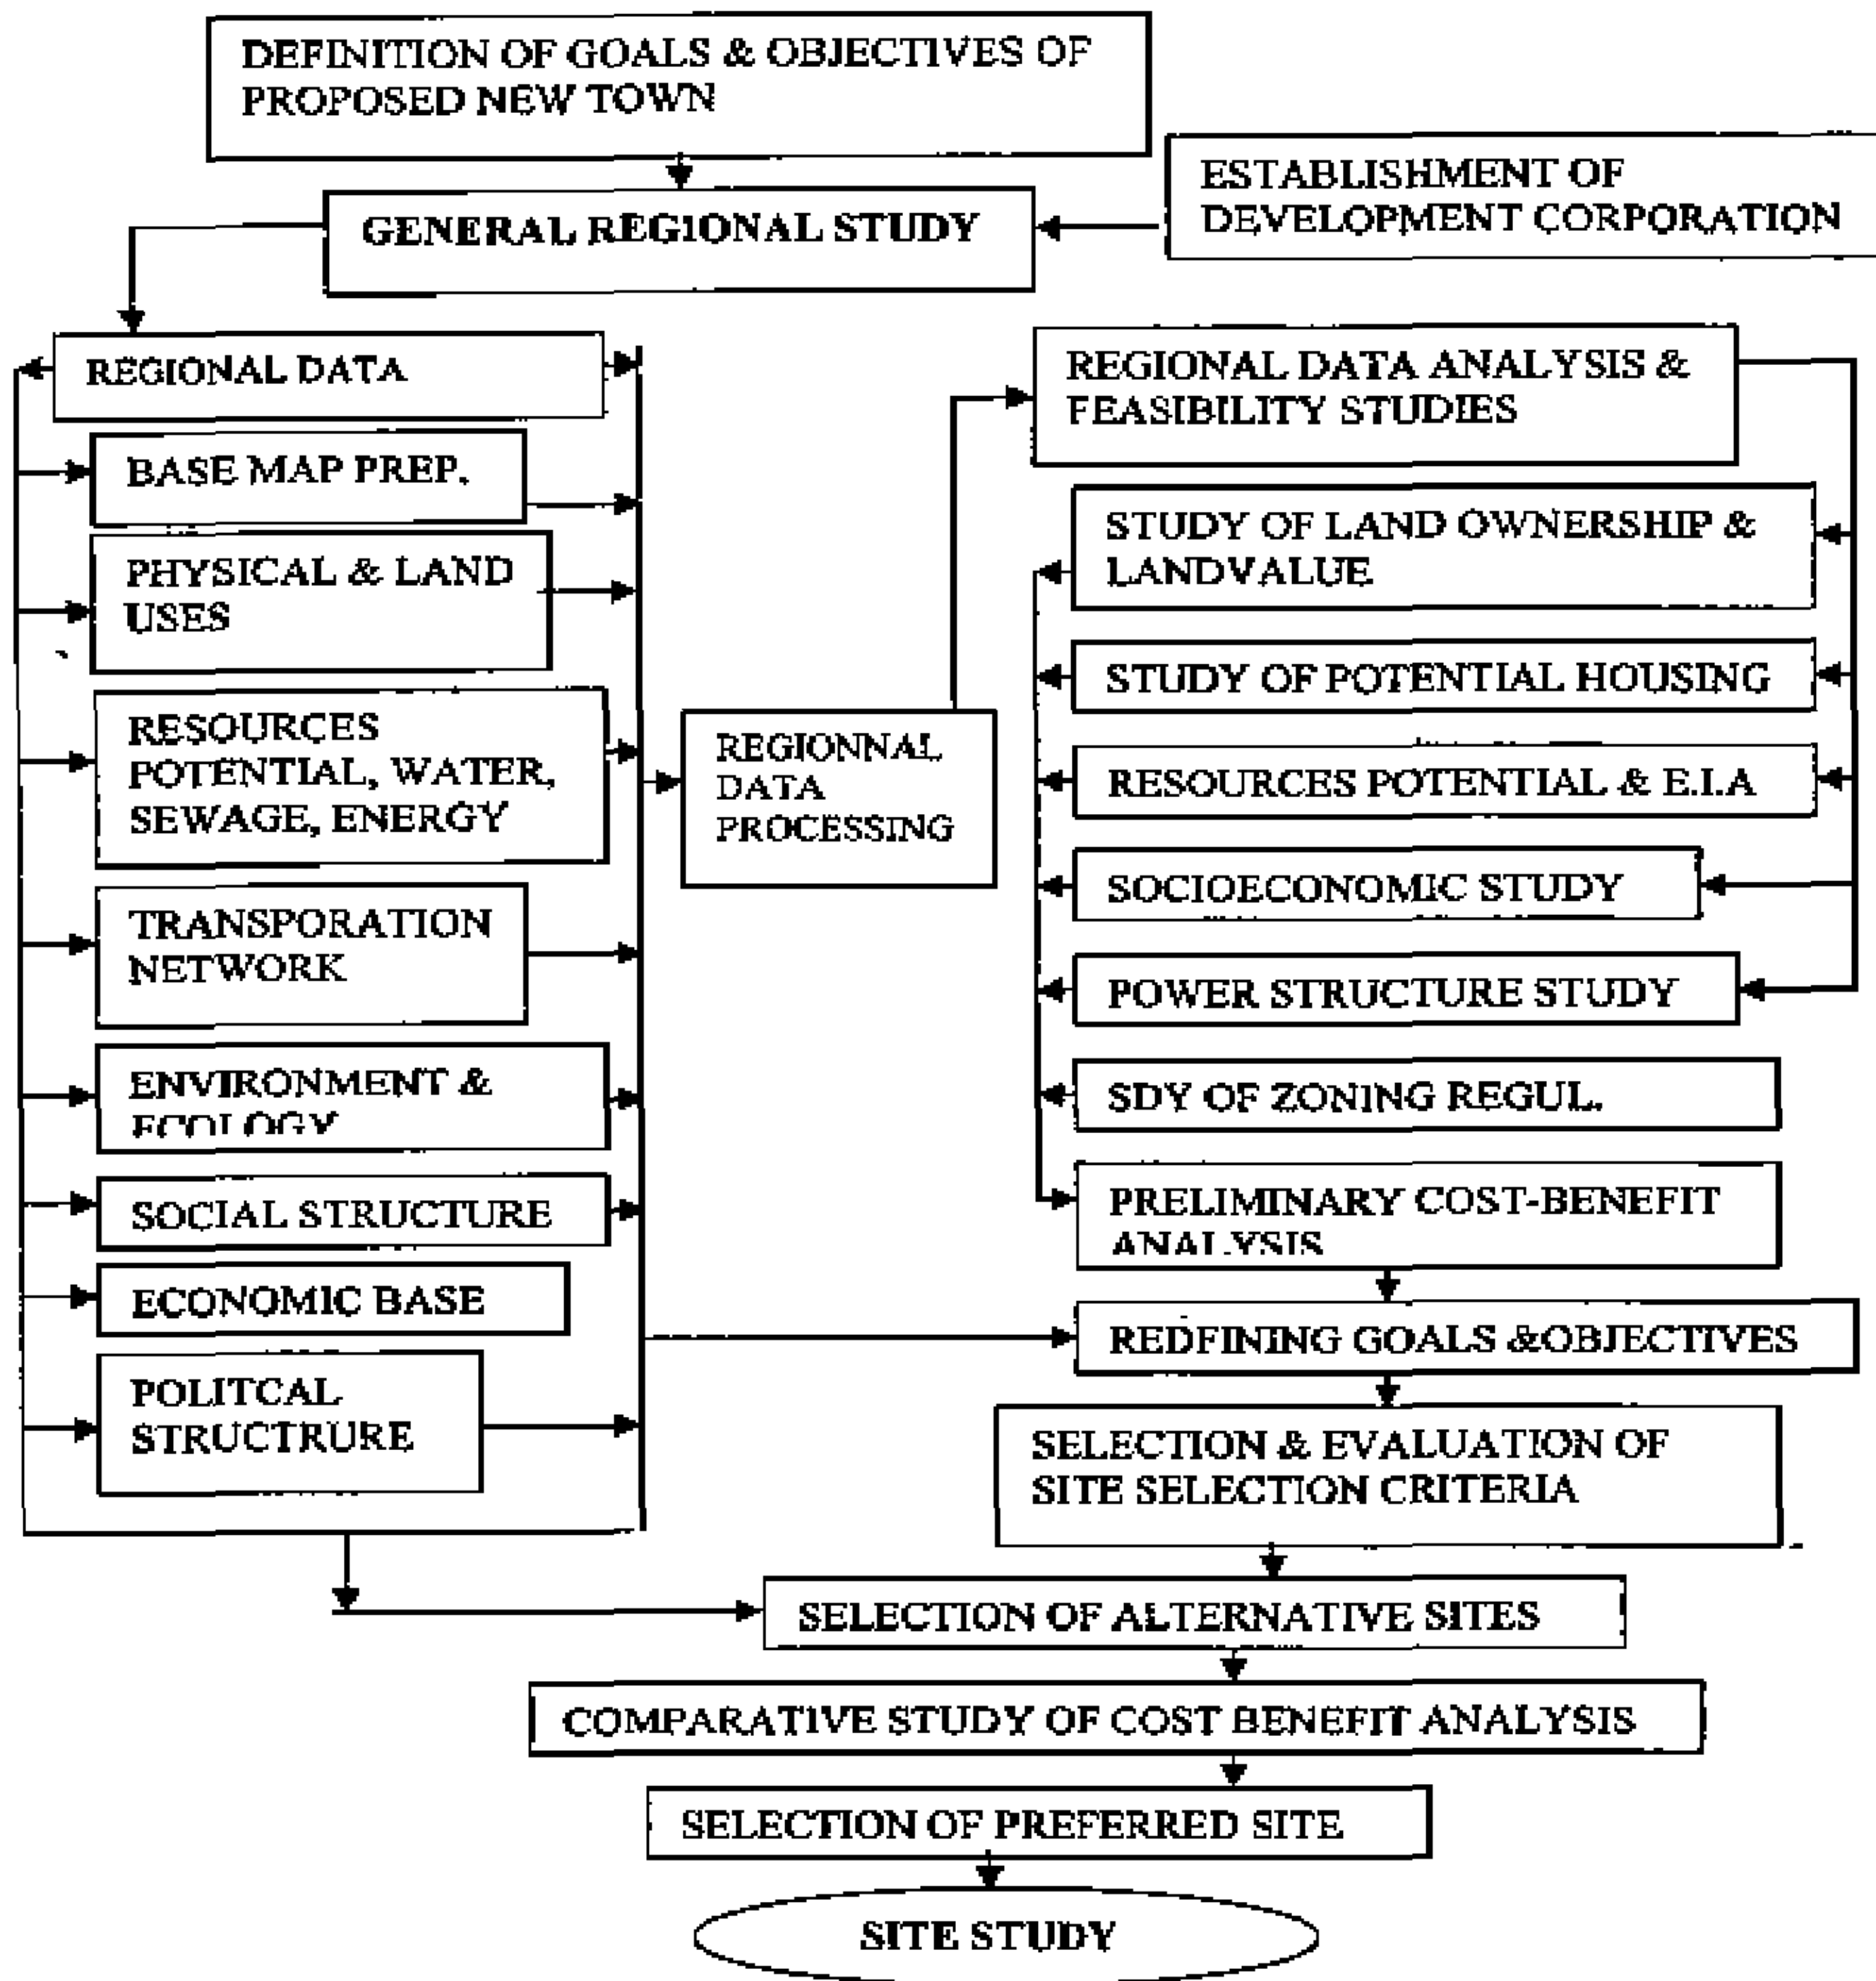 DEFINITION OF GOALS & OBJECTIVES OF
PROPOSED NEW TOWN
ESTABLISHMENT OF
DEVELOPMENT CORPORATION
GENERAL REGIONAL STUDY
REGIONAL DATA
BASE MAP PREP.
PHYSICAL & LAND
USES
RESOURCES
POTENTIAL, WATER,
SEWAGE, ENERGY
TRANSPORATION
NETWORK
ENVIRONMENT &
ECOLOGY
SOCIAL STRUCTURE
ECONOMIC BASE
POLITCAL
STRUCTRURE
REGIONNAL
DATA
PROCESSING
REGIONAL DATA ANALYSIS &
FEASIBILITY STUDIES
STUDY OF LAND OWNERSHIP &
LANDVALUE
STUDY OF POTENTIAL HOUSING
RESOURCES POTENTIAL & E.I.A
SOCIOECONOMIC STUDY
POWER STRUCTURE STUDY
SDY OF ZONING REGUL.
PRELIMINARY COST-BENEFIT
ANALYSIS
REDFINING GOALS &OBJECTIVES
SELECTION & EVALUATION OF
SITE SELECTION CRITERIA
SELECTION OF ALTERNATIVE SITES
COMPARATIVE STUDY OF COST BENEFIT ANALYSIS
SELECTION OF PREFERRED SITE
SITE STUDY